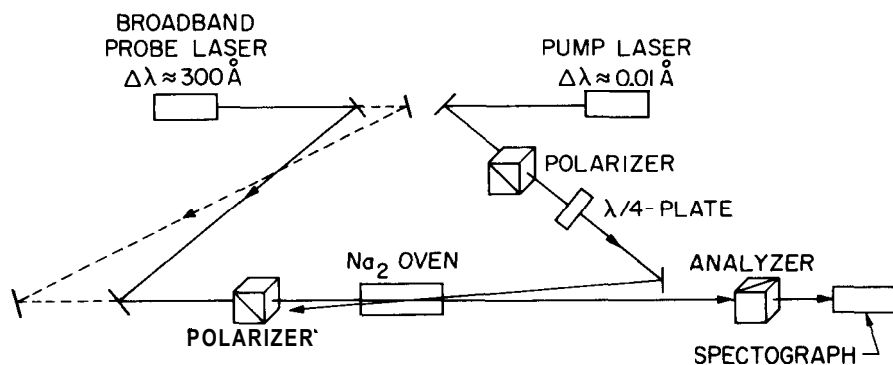 BROADBAND
PROBE LASER
Δλ≈300 Å
PUMP LASER
Δλ≈0.01 Å
POLARIZER
λ/4-PLATE
Na₂ OVEN
ANALYZER
'POLARIZER'
SPECTOGRAPH